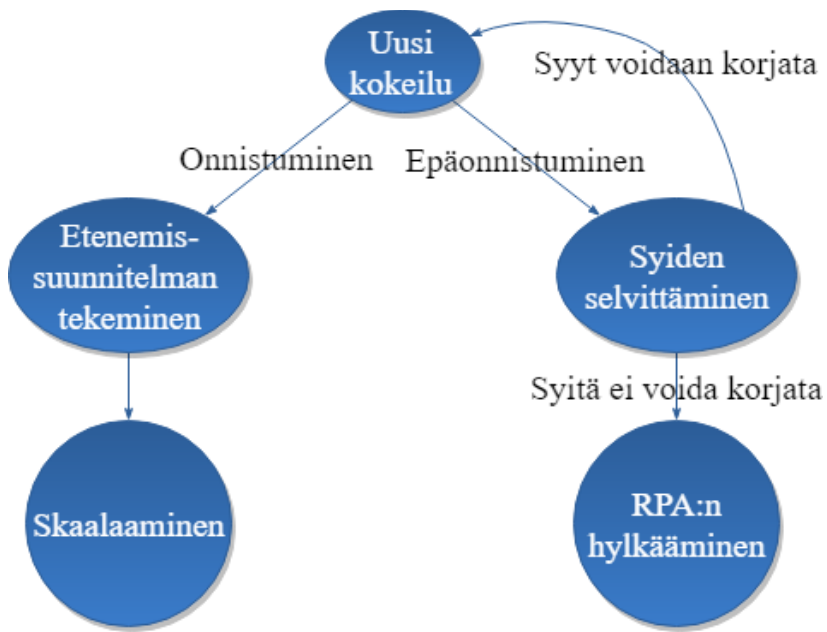 Uusi
kokeilu
Syyt voidaan korjata
Onnistuminen
Epäonnistuminen
Etenemis-
suunnitelman
tekeminen
Syiden
selvittäminen
Syitä ei voida korjata
Skaalaaminen
RPA:n
hylkääminen